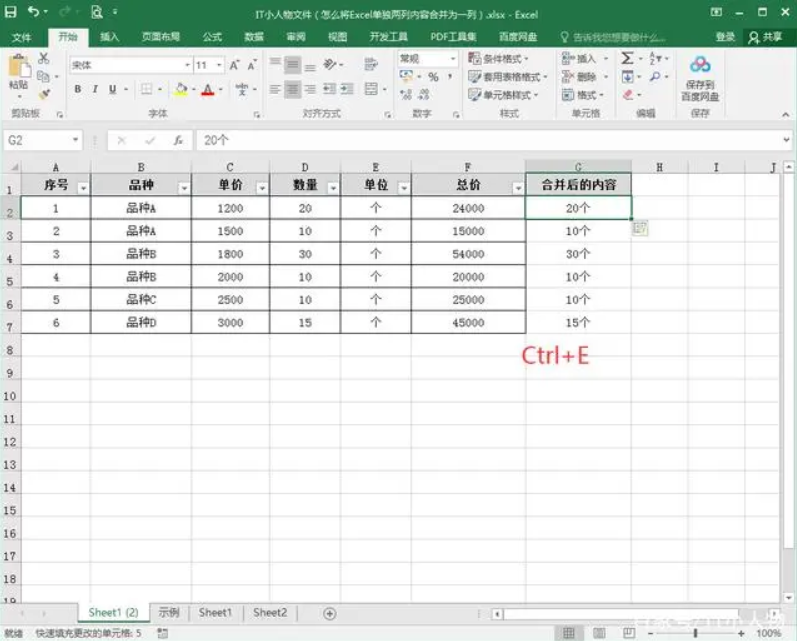 IT小人物文件（怎么将Excel单独两列内容合并为一列）.xlsx - Excel
文件 开始 插入 页面布局 公式 数据 审阅 视图 开发工具 PDF工具集 百度网盘 告诉我您想要做什么... 登录 共享
宋体 11 常规 条件格式 插入
粘贴 B I U % 套用表格格式 删除 保存到
单元格样式 格式 百度网盘
剪贴板 字体 对齐方式 数字 样式 单元格 编辑 保存
G2 fx 20个
A B C D E F G H I J
1 序号 品种 单价 数量 单位 总价 合并后的内容
2 1 品种A 1200 20 个 24000 20个
3 2 品种A 1500 10 个 15000 10个
4 3 品种B 1800 30 个 54000 30个
5 4 品种B 2000 10 个 20000 10个
6 5 品种C 2500 10 个 25000 10个
7 6 品种D 3000 15 个 45000 15个
8 Ctrl+E
9
10
11
12
13
14
15
16
17
18
19
Sheet1 (2) 示例 Sheet1 Sheet2
就绪 快速填充更改的单元格: 5 100%